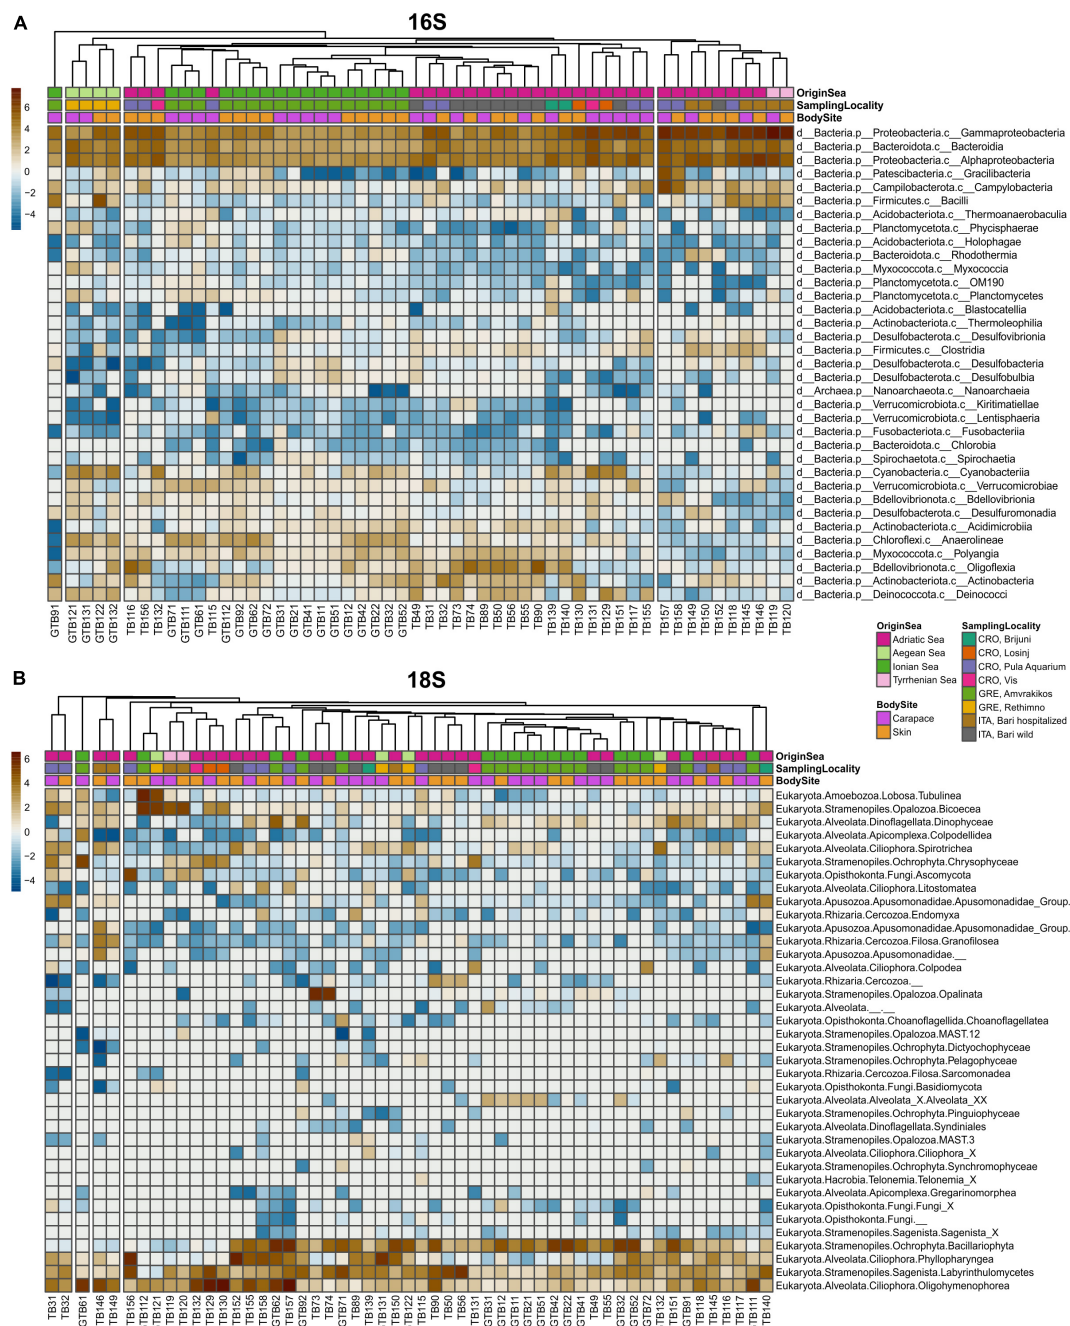 A
16S
OriginSea
SamplingLocality
BodySite
6
4
2
0
−2
−4
d__Bacteria.p__Proteobacteria.c__Gammaproteobacteria
d__Bacteria.p__Bacteroidota.c__Bacteroidia
d__Bacteria.p__Proteobacteria.c__Alphaproteobacteria
d__Bacteria.p__Patescibacteria.c__Gracilibacteria
d__Bacteria.p__Campilobacterota.c__Campylobacteria
d__Bacteria.p__Firmicutes.c__Bacilli
d__Bacteria.p__Acidobacteriota.c__Thermoanaerobaculia
d__Bacteria.p__Planctomycetota.c__Phycisphaerae
d__Bacteria.p__Acidobacteriota.c__Holophagae
d__Bacteria.p__Bacteroidota.c__Rhodothermia
d__Bacteria.p__Myxococcota.c__Myxococcia
d__Bacteria.p__Planctomycetota.c__OM190
d__Bacteria.p__Planctomycetota.c__Planctomycetes
d__Bacteria.p__Acidobacteriota.c__Blastocatellia
d__Bacteria.p__Actinobacteriota.c__Thermoleophilia
d__Bacteria.p__Desulfobacterota.c__Desulfovibrionia
d__Bacteria.p__Firmicutes.c__Clostridia
d__Bacteria.p__Desulfobacterota.c__Desulfobacteria
d__Bacteria.p__Desulfobacterota.c__Desulfobulbia
d__Archaea.p__Nanoarchaeota.c__Nanoarchaeia
d__Bacteria.p__Verrucomicrobiota.c__Kiritimatiellae
d__Bacteria.p__Verrucomicrobiota.c__Lentisphaeria
d__Bacteria.p__Fusobacteriota.c__Fusobacteriia
d__Bacteria.p__Bacteroidota.c__Chlorobia
d__Bacteria.p__Spirochaetota.c__Spirochaetia
d__Bacteria.p__Cyanobacteria.c__Cyanobacteriia
d__Bacteria.p__Verrucomicrobiota.c__Verrucomicrobiae
d__Bacteria.p__Bdellovibrionota.c__Bdellovibrionia
d__Bacteria.p__Desulfobacterota.c__Desulfuromonadia
d__Bacteria.p__Actinobacteriota.c__Acidimicrobiia
d__Bacteria.p__Chloroflexi.c__Anaerolineae
d__Bacteria.p__Myxococcota.c__Polyangia
d__Bacteria.p__Bdellovibrionota.c__Oligoflexia
d__Bacteria.p__Actinobacteriota.c__Actinobacteria
d__Bacteria.p__Deinococcota.c__Deinococci
GTB91 GTB121 GTB131 GTB122 GTB132 TB116 TB156 TB132 GTB71 GTB111 GTB61 TB115 GTB112 GTB92 GTB62 GTB72 GTB31 GTB21 GTB41 GTB11 GTB51 GTB12 GTB42 GTB22 GTB32 GTB52 TB49 TB31 TB32 TB73 TB74 TB89 TB50 TB56 TB55 TB90 TB139 TB140 TB130 TB131 TB129 TB151 TB117 TB155 TB157 TB158 TB149 TB150 TB152 TB118 TB145 TB146 TB119 TB120
OriginSea
Adriatic Sea
Aegean Sea
Ionian Sea
Tyrrhenian Sea
BodySite
Carapace
Skin
SamplingLocality
CRO, Brijuni
CRO, Losinj
CRO, Pula Aquarium
CRO, Vis
GRE, Amvrakikos
GRE, Rethimno
ITA, Bari hospitalized
ITA, Bari wild
B
18S
OriginSea
SamplingLocality
BodySite
6
4
2
0
−2
−4
Eukaryota.Amoebozoa.Lobosa.Tubulinea
Eukaryota.Stramenopiles.Opalozoa.Bicoecea
Eukaryota.Alveolata.Dinoflagellata.Dinophyceae
Eukaryota.Alveolata.Apicomplexa.Colpodellidea
Eukaryota.Alveolata.Ciliophora.Spirotrichea
Eukaryota.Stramenopiles.Ochrophyta.Chrysophyceae
Eukaryota.Opisthokonta.Fungi.Ascomycota
Eukaryota.Alveolata.Ciliophora.Litostomatea
Eukaryota.Apusozoa.Apusomonadidae.Apusomonadidae_Group.
Eukaryota.Rhizaria.Cercozoa.Endomyxa
Eukaryota.Apusozoa.Apusomonadidae.Apusomonadidae_Group.
Eukaryota.Rhizaria.Cercozoa.Filosa.Granofilosea
Eukaryota.Apusozoa.Apusomonadidae.__
Eukaryota.Alveolata.Ciliophora.Colpodea
Eukaryota.Rhizaria.Cercozoa.__
Eukaryota.Stramenopiles.Opalozoa.Opalinata
Eukaryota.Alveolata.__.__
Eukaryota.Opisthokonta.Choanoflagellida.Choanoflagellatea
Eukaryota.Stramenopiles.Opalozoa.MAST.12
Eukaryota.Stramenopiles.Ochrophyta.Dictyochophyceae
Eukaryota.Stramenopiles.Ochrophyta.Pelagophyceae
Eukaryota.Rhizaria.Cercozoa.Filosa.Sarcomonadea
Eukaryota.Opisthokonta.Fungi.Basidiomycota
Eukaryota.Alveolata.Alveolata_X.Alveolata_XX
Eukaryota.Stramenopiles.Ochrophyta.Pinguiophyceae
Eukaryota.Alveolata.Dinoflagellata.Syndiniales
Eukaryota.Stramenopiles.Opalozoa.MAST.3
Eukaryota.Alveolata.Ciliophora.Ciliophora_X
Eukaryota.Stramenopiles.Ochrophyta.Synchromophyceae
Eukaryota.Hacrobia.Telonemia.Telonemia_X
Eukaryota.Alveolata.Apicomplexa.Gregarinomorphea
Eukaryota.Opisthokonta.Fungi.Fungi_X
Eukaryota.Opisthokonta.Fungi.__
Eukaryota.Stramenopiles.Sagenista.Sagenista_X
Eukaryota.Stramenopiles.Ochrophyta.Bacillariophyta
Eukaryota.Alveolata.Ciliophora.Phyllopharyngea
Eukaryota.Stramenopiles.Sagenista.Labyrinthulomycetes
Eukaryota.Alveolata.Ciliophora.Oligohymenophorea
TB31 TB32 GTB61 TB146 TB149 TB156 GTB112 GTB121 TB119 TB120 TB132 TB129 TB130 TB152 TB155 TB158 GTB62 TB157 GTB92 TB73 TB74 GTB71 TB89 TB139 GTB131 TB150 GTB122 TB115 TB90 TB50 TB56 TB131 GTB31 GTB12 GTB11 GTB21 GTB51 GTB42 GTB22 GTB41 TB49 TB55 GTB32 GTB52 GTB72 GTB132 TB151 GTB91 TB118 TB145 TB116 TB117 GTB111 TB140